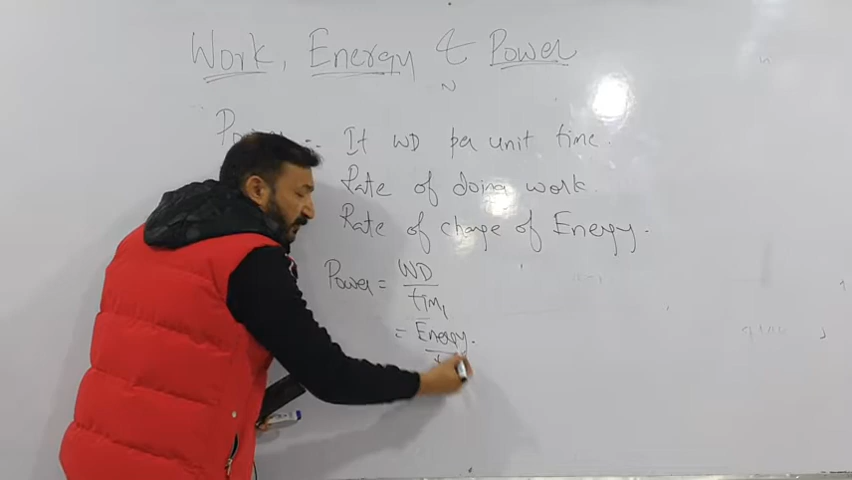 Work, Energy & Power
It WD per unit time.
Rate of doing work.
Rate of change of Energy.
Power = WD
time
= Energy.